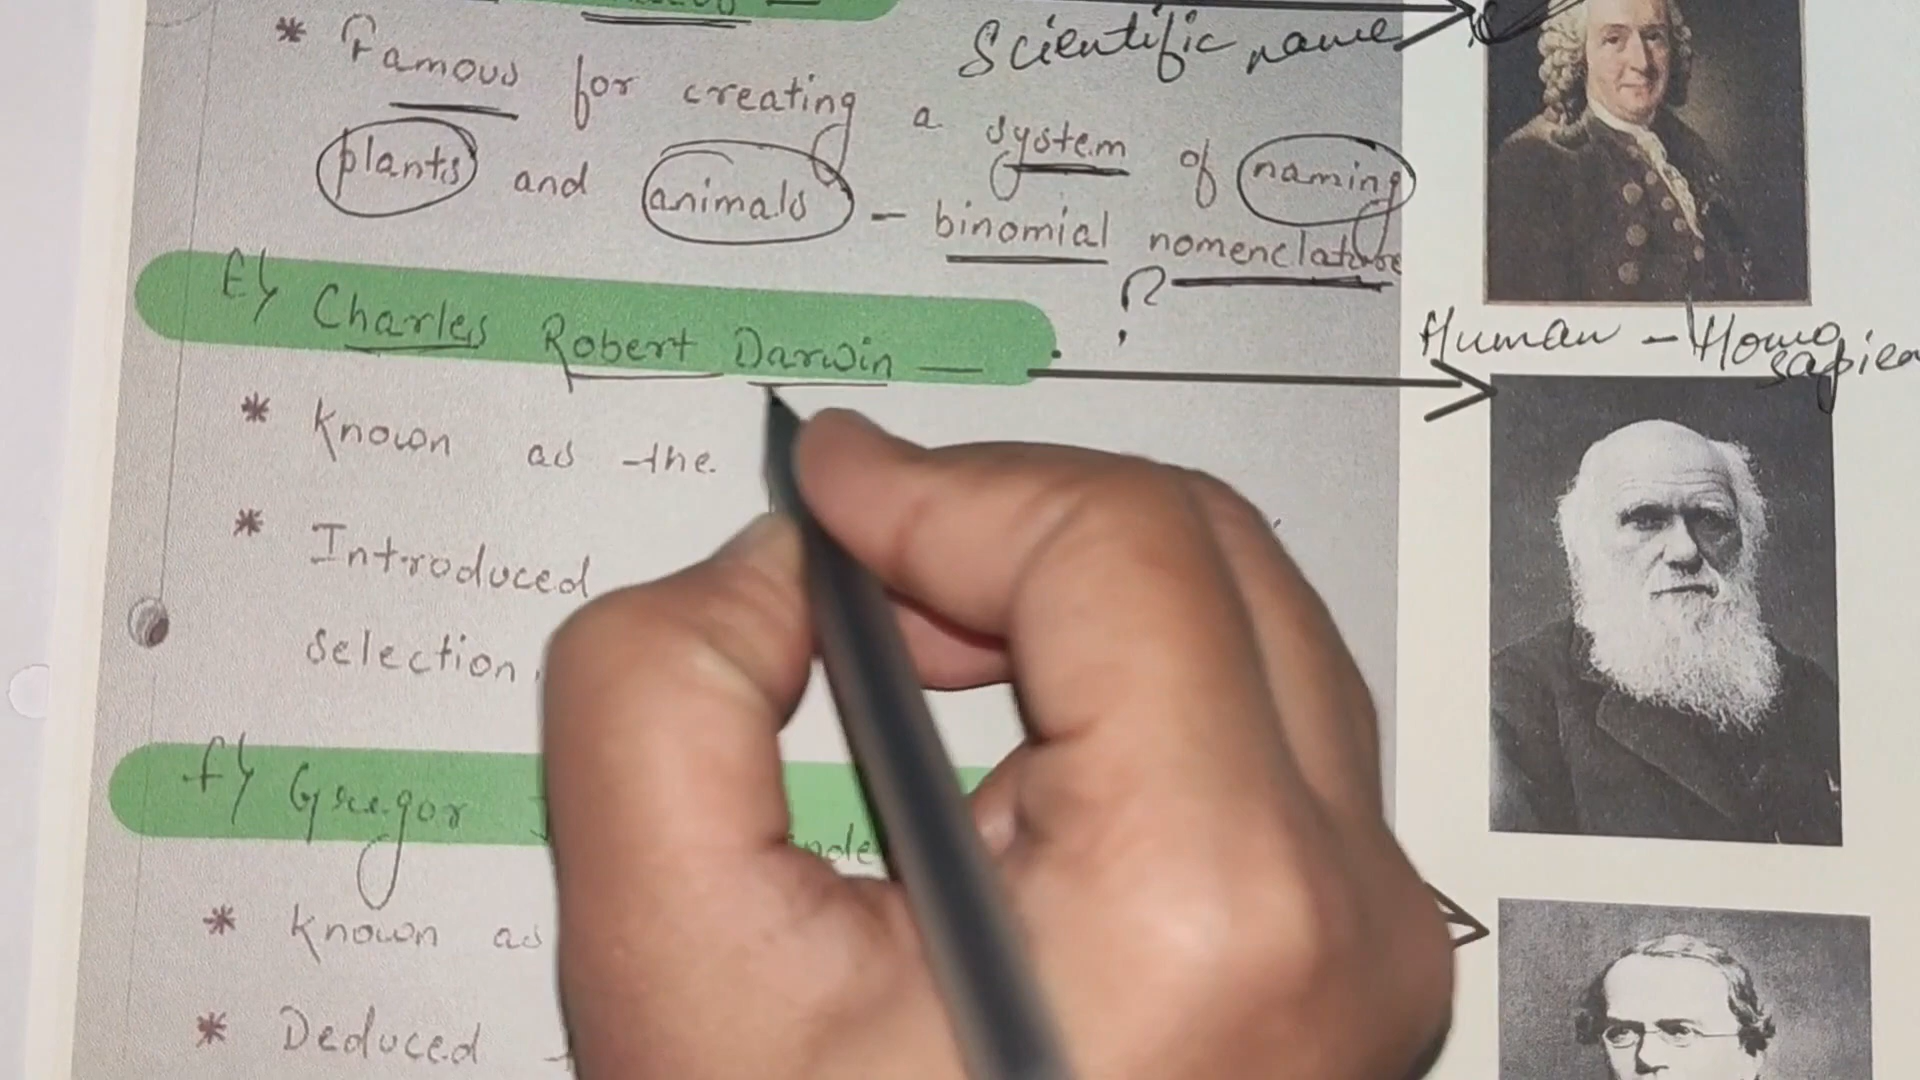 Scientific name
* Famous for creating a system of naming
plants and animals - binomial nomenclature
?
E) Charles Robert Darwin —
Human - Homo
sapien
* Known as the
* Introduced
selection.
f) Gregor
* Known as
* Deduced